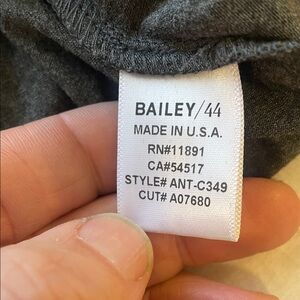 BAILEY/44
MADE IN U.S.A.
RN#11891
CA#54517
STYLE# ANT-C349
CUT# A07680